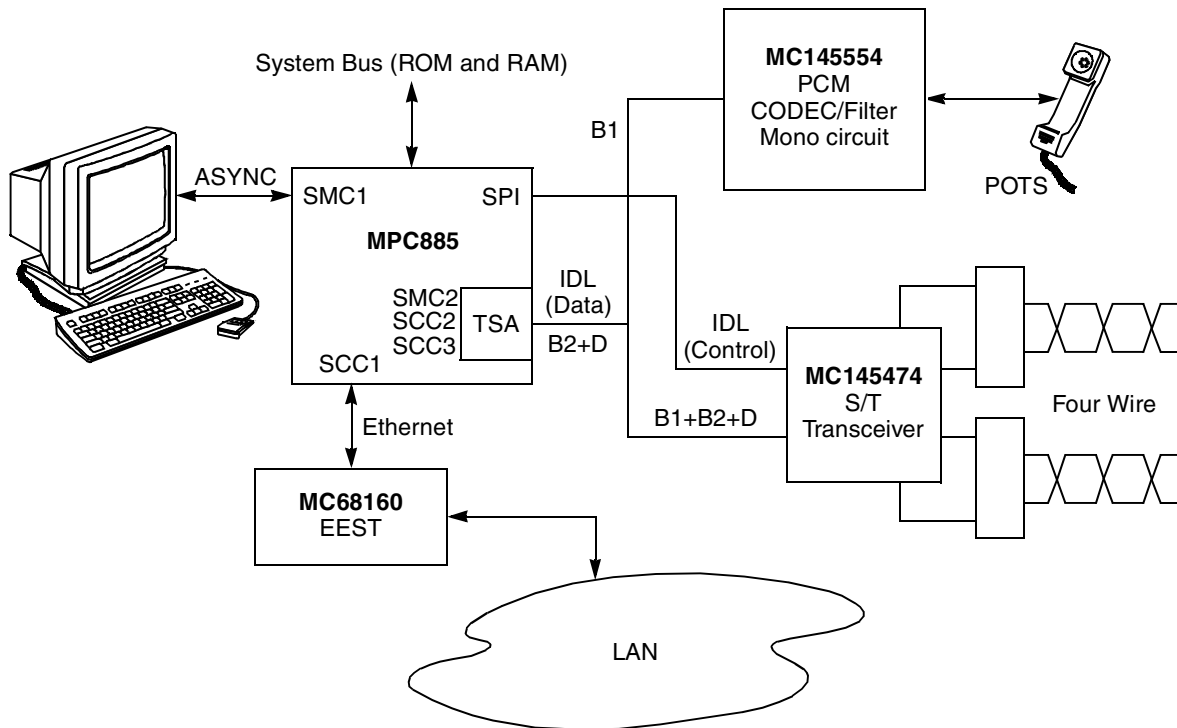 System Bus (ROM and RAM)
MC145554
PCM
CODEC/Filter
Mono circuit
B1
POTS
ASYNC
SMC1
SPI
MPC885
SMC2
SCC2
SCC3
TSA
IDL
(Data)
B2+D
SCC1
IDL
(Control)
MC145474
S/T
Transceiver
Four Wire
B1+B2+D
Ethernet
MC68160
EEST
LAN